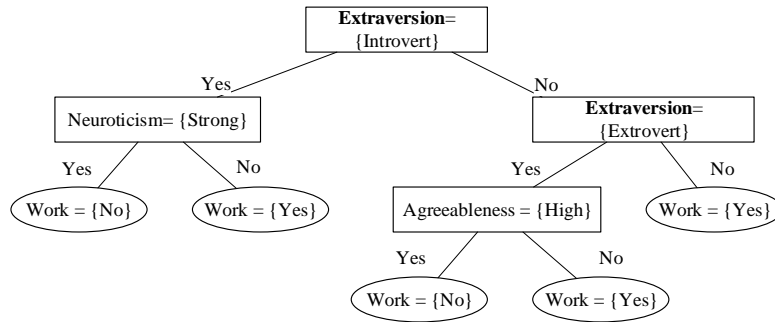 Extraversion=
{Introvert}
Yes
No
Neuroticism= {Strong}
Extraversion=
{Extrovert}
Yes
No
Yes
No
Work = {No}
Work = {Yes}
Agreeableness = {High}
Work = {Yes}
Yes
No
Work = {No}
Work = {Yes}